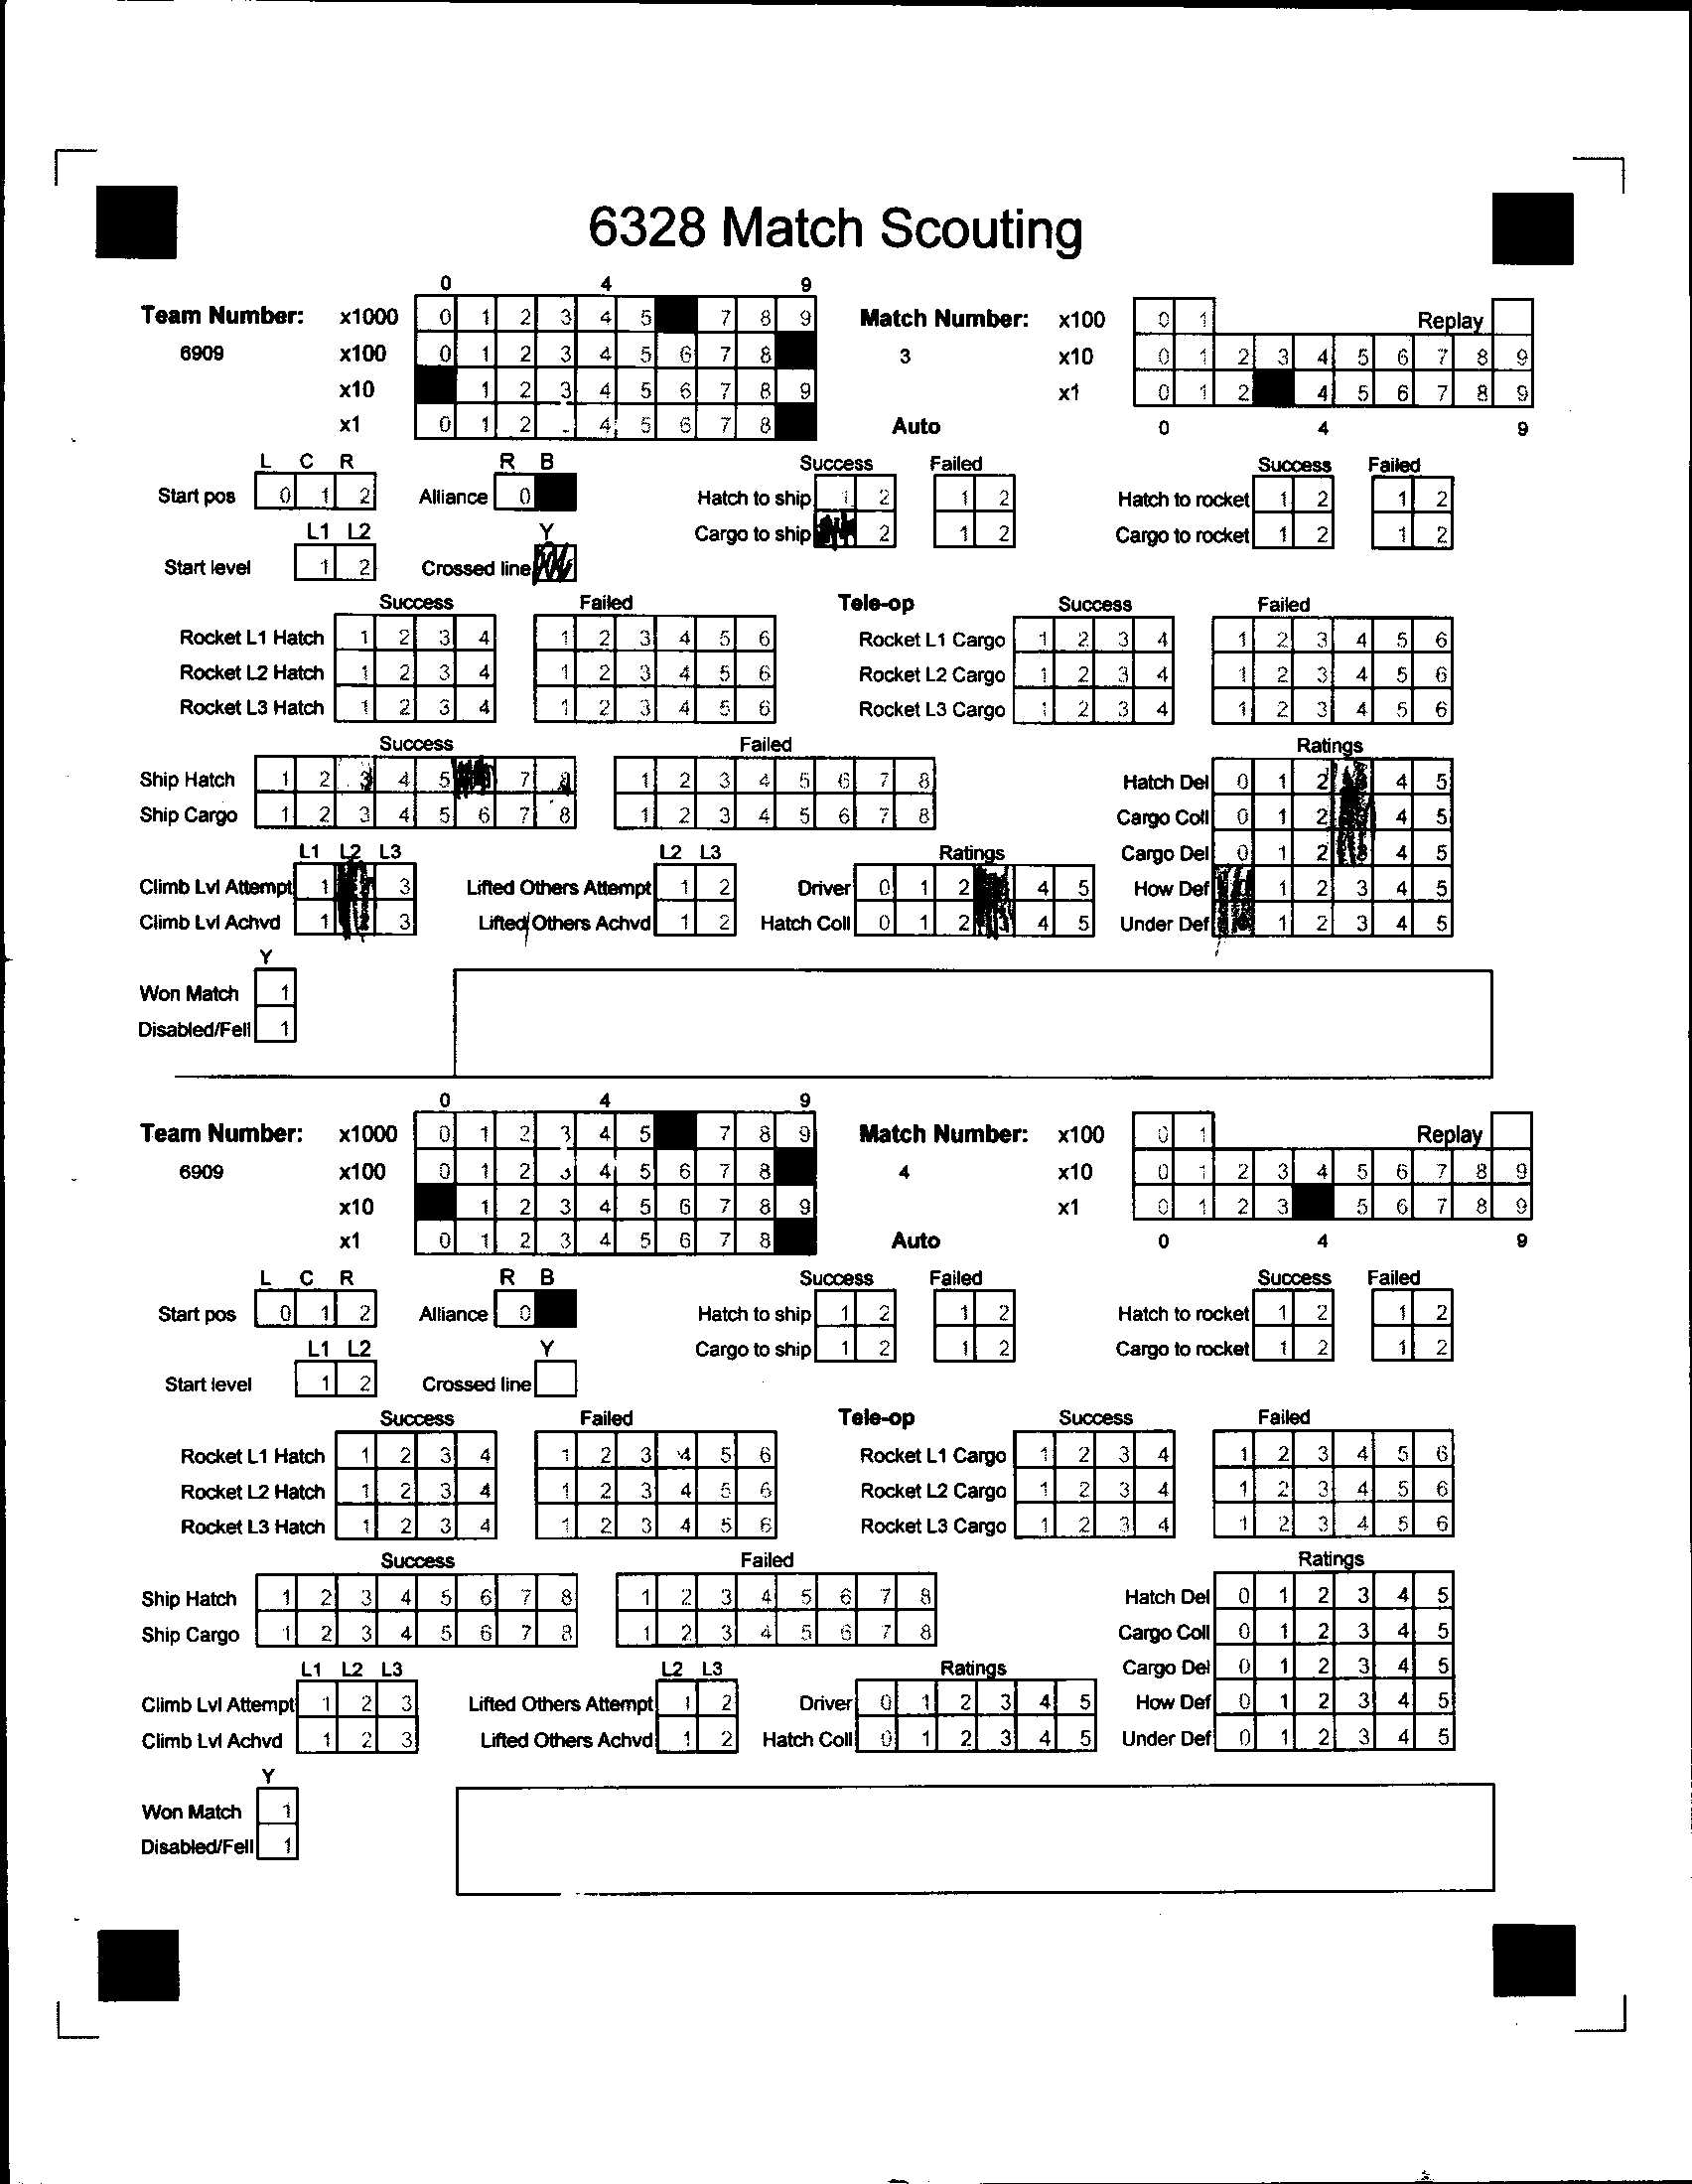 6328 Match Scouting
0 4 9
Team Number: x1000 0 1 2 3 4 5 7 8 9 Match Number: x100 0 1 Replay
6909 x100 0 1 2 3 4 5 6 7 8 3 x10 0 1 2 3 4 5 6 7 8 9
x10 1 2 3 4 5 6 7 8 9 x1 0 1 2 4 5 6 7 8 9
x1 0 1 2 4 5 6 7 8 Auto 0 4 9
L C R R B Success Failed Success Failed
Start pos 0 1 2 Alliance 0 Hatch to ship 1 2 1 2 Hatch to rocket 1 2 1 2
L1 L2 Y Cargo to ship 2 1 2 Cargo to rocket 1 2 1 2
Start level 1 2 Crossed line
Success Failed Tele-op Success Failed
Rocket L1 Hatch 1 2 3 4 1 2 3 4 5 6 Rocket L1 Cargo 1 2 3 4 1 2 3 4 5 6
Rocket L2 Hatch 1 2 3 4 1 2 3 4 5 6 Rocket L2 Cargo 1 2 3 4 1 2 3 4 5 6
Rocket L3 Hatch 1 2 3 4 1 2 3 4 5 6 Rocket L3 Cargo 1 2 3 4 1 2 3 4 5 6
Success Failed Ratings
Ship Hatch 1 2 3 4 5 7 8 1 2 3 4 5 6 7 8 Hatch Del 0 1 2 4 5
Ship Cargo 1 2 3 4 5 6 7 8 1 2 3 4 5 6 7 8 Cargo Coll 0 1 2 4 5
L1 L2 L3 L2 L3 Ratings Cargo Del 0 1 2 4 5
Climb Lvl Attempt 1 3 Lifted Others Attempt 1 2 Driver 0 1 2 4 5 How Def 1 2 3 4 5
Climb Lvl Achvd 1 3 Lifted Others Achvd 1 2 Hatch Coll 0 1 2 4 5 Under Def 1 2 3 4 5
Y
Won Match 1
Disabled/Fell 1
0 4 9
Team Number: x1000 0 1 2 3 4 5 7 8 9 Match Number: x100 0 1 Replay
6909 x100 0 1 2 3 4 5 6 7 8 4 x10 0 1 2 3 4 5 6 7 8 9
x10 1 2 3 4 5 6 7 8 9 x1 0 1 2 3 5 6 7 8 9
x1 0 1 2 3 4 5 6 7 8 Auto 0 4 9
L C R R B Success Failed Success Failed
Start pos 0 1 2 Alliance 0 Hatch to ship 1 2 1 2 Hatch to rocket 1 2 1 2
L1 L2 Y Cargo to ship 1 2 1 2 Cargo to rocket 1 2 1 2
Start level 1 2 Crossed line
Success Failed Tele-op Success Failed
Rocket L1 Hatch 1 2 3 4 1 2 3 4 5 6 Rocket L1 Cargo 1 2 3 4 1 2 3 4 5 6
Rocket L2 Hatch 1 2 3 4 1 2 3 4 5 6 Rocket L2 Cargo 1 2 3 4 1 2 3 4 5 6
Rocket L3 Hatch 1 2 3 4 1 2 3 4 5 6 Rocket L3 Cargo 1 2 3 4 1 2 3 4 5 6
Success Failed Ratings
Ship Hatch 1 2 3 4 5 6 7 8 1 2 3 4 5 6 7 8 Hatch Del 0 1 2 3 4 5
Ship Cargo 1 2 3 4 5 6 7 8 1 2 3 4 5 6 7 8 Cargo Coll 0 1 2 3 4 5
L1 L2 L3 L2 L3 Ratings Cargo Del 0 1 2 3 4 5
Climb Lvl Attempt 1 2 3 Lifted Others Attempt 1 2 Driver 0 1 2 3 4 5 How Def 0 1 2 3 4 5
Climb Lvl Achvd 1 2 3 Lifted Others Achvd 1 2 Hatch Coll 0 1 2 3 4 5 Under Def 0 1 2 3 4 5
Y
Won Match 1
Disabled/Fell 1